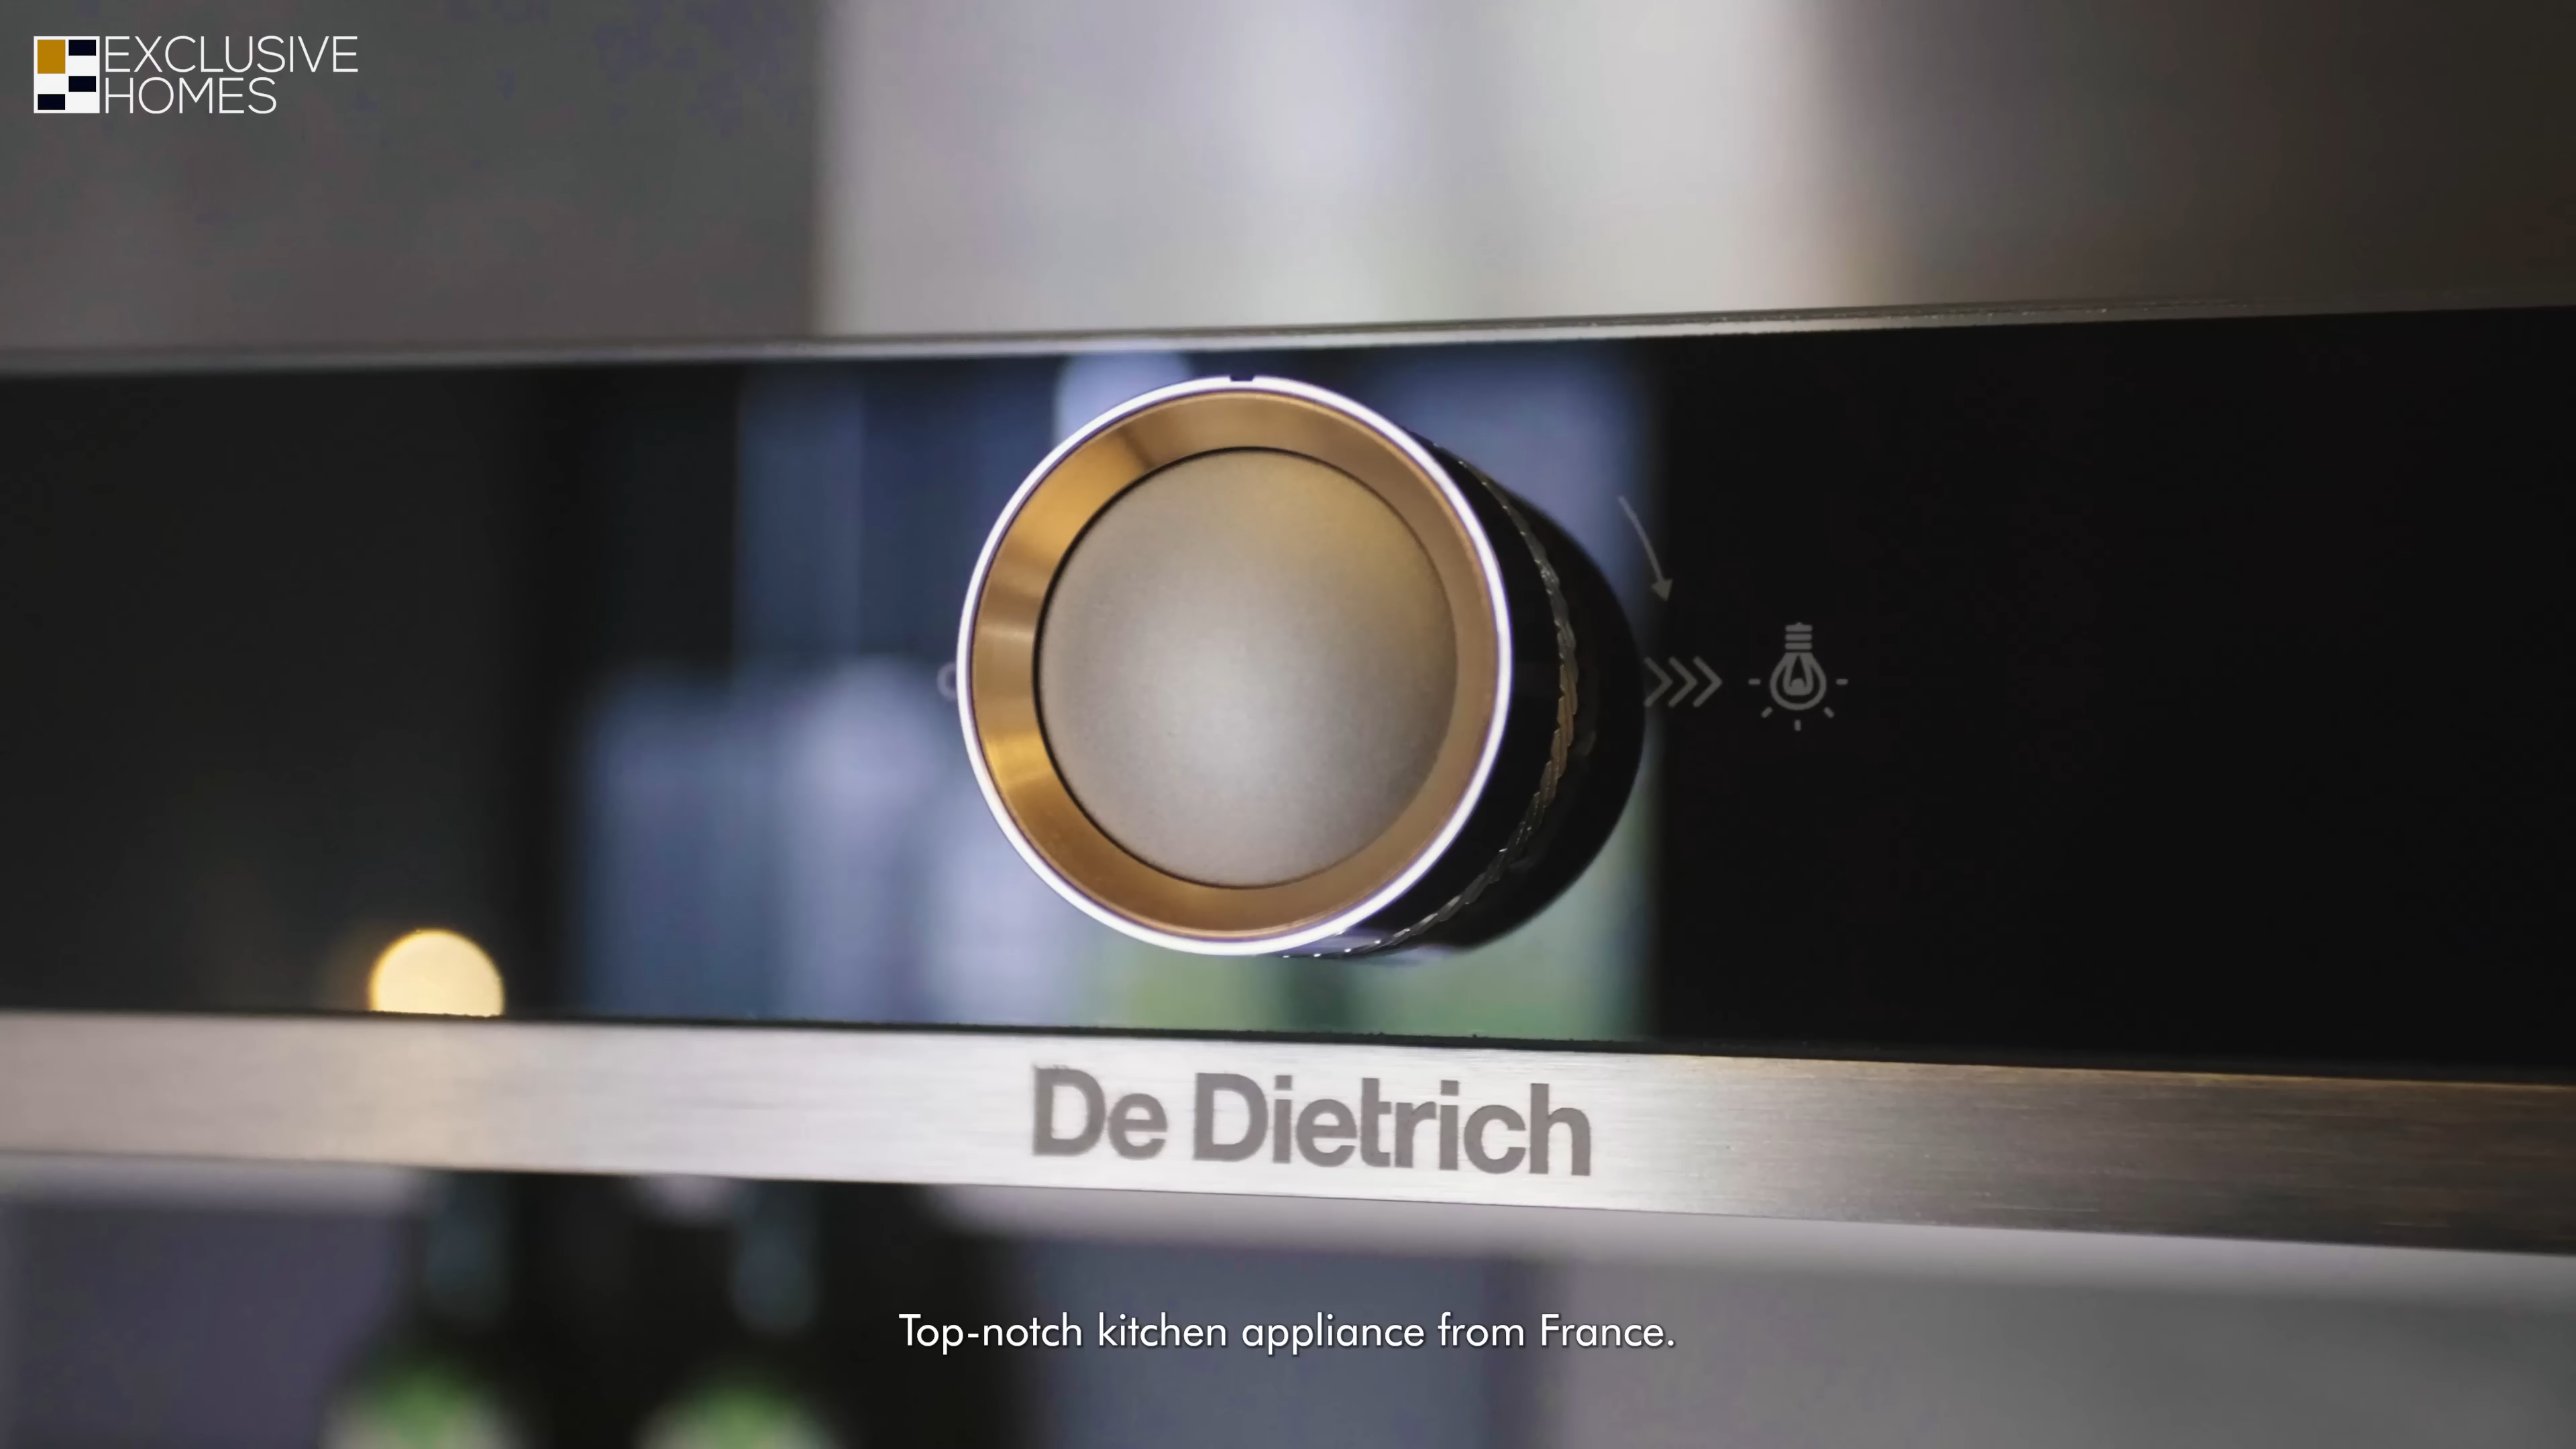 EXCLUSIVE
HOMES
De Dietrich
Top-notch kitchen appliance from France.